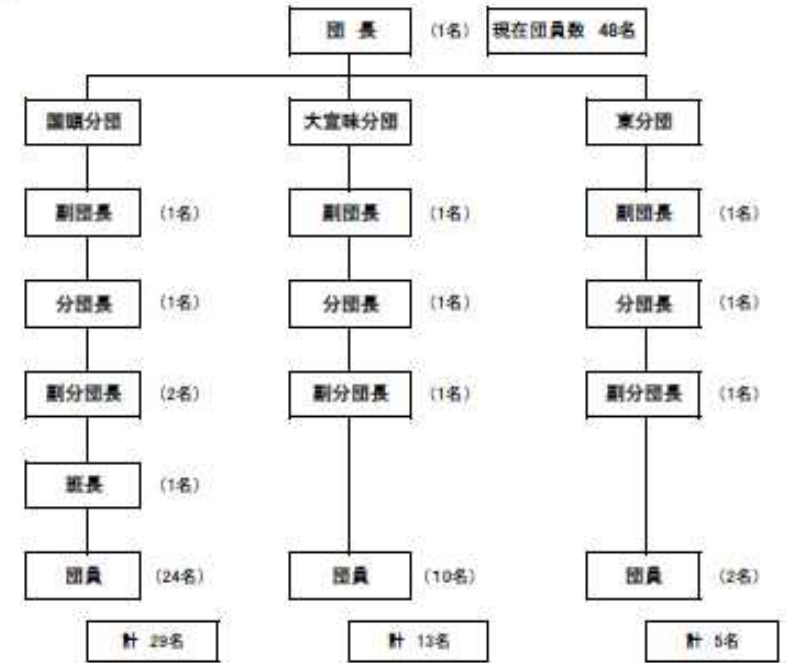 団 長 (1名) 現在団員数 48名
国頭分団 大宜味分団 東分団
副団長 (1名) 副団長 (1名) 副団長 (1名)
分団長 (1名) 分団長 (1名) 分団長 (1名)
副分団長 (2名) 副分団長 (1名) 副分団長 (1名)
班長 (1名)
団員 (24名) 団員 (10名) 団員 (2名)
計 29名 計 13名 計 5名